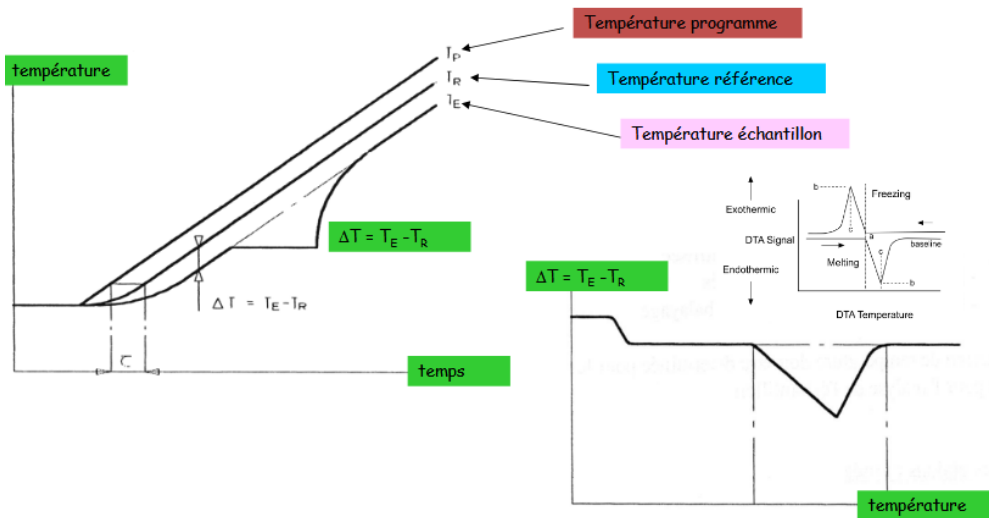 Température programme
température
T_P
T_R
Température référence
T_E
Température échantillon
ΔT = T_E - T_R
ΔT = T_E - T_R
τ
temps
b
Freezing
Exothermic
c
DTA Signal
a
baseline
c
Melting
Endothermic
b
DTA Temperature
ΔT = T_E - T_R
température